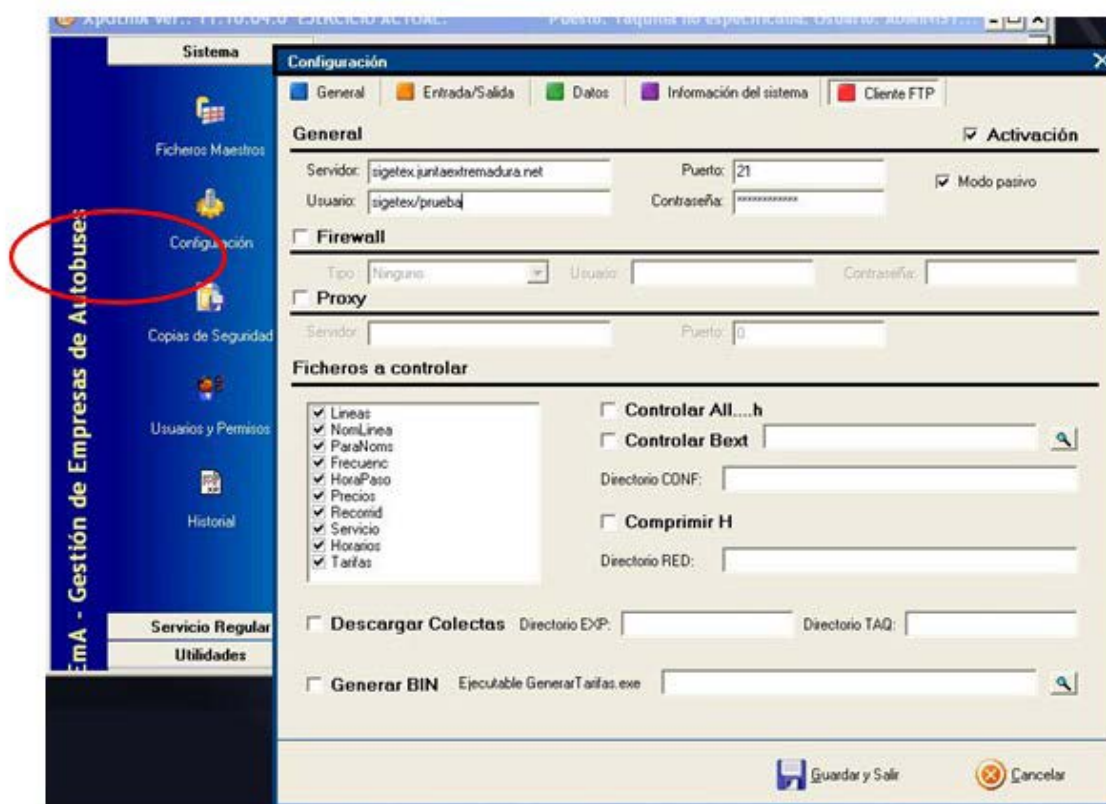 EJERCICIO ACTUAL:
Sistema
Ficheros Maestros
Configuración
Copias de Seguridad
Usuarios y Permisos
Historial
Servicio Regular
Utilidades
EmA - Gestión de Empresas de Autobuses
Configuración
General Entrada/Salida Datos Información del sistema Cliente FTP
General Activación
Servidor: sigetex.juntaextremadura.net Puerto: 21 Modo pasivo
Usuario: sigetex/prueba Contraseña: ************
Firewall
Tipo: Ninguno Usuario: Contraseña:
Proxy
Servidor: Puerto: 0
Ficheros a controlar
Lineas
NomLinea
ParaNoms
Frecuenc
HoraPaso
Precios
Recorrid
Servicio
Horarios
Tarifas
Controlar All....h
Controlar Bext
Directorio CONF:
Comprimir H
Directorio RED:
Descargar Colectas Directorio EXP: Directorio TAQ:
Generar BIN Ejecutable GenerarTarifas.exe
Guardar y Salir Cancelar